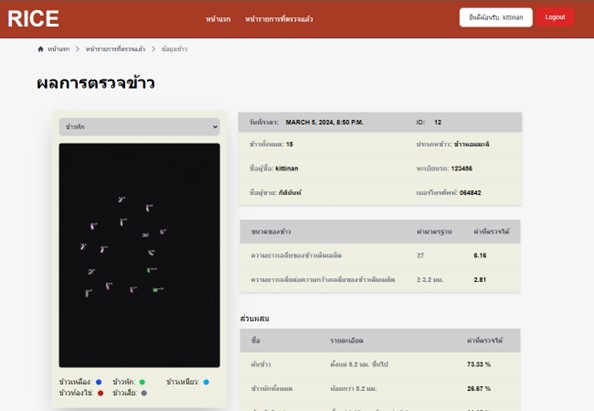 RICE
หน้าแรก หน้ารายการที่ตรวจแล้ว
ยินดีต้อนรับ, kittinan Logout
หน้าแรก > หน้ารายการที่ตรวจแล้ว > ข้อมูลข้าว
ผลการตรวจข้าว
ข้าวหัก
ข้าวเหลือง: ข้าวหัก: ข้าวเหนียว:
ข้าวท้องไข่: ข้าวเสีย:
วันที่เวลา: MARCH 5, 2024, 8:50 P.M. ID: 12
ข้าวทั้งหมด: 15 ประเภทข้าว: ข้าวหอมมะลิ
ชื่อผู้ซื้อ: kittinan ทะเบียนรถ: 123456
ชื่อผู้ขาย: กิตินันท์ เบอร์โทรศัพท์: 064842
ขนาดของข้าว ค่ามาตรฐาน ค่าที่ตรวจได้
ความยาวเฉลี่ยของข้าวเต็มเมล็ด ≥7 6.16
ความยาวเฉลี่ยต่อความกว้างเฉลี่ยของข้าวเต็มเมล็ด ≥ 3.2 มม. 2.81
ส่วนผสม
ชื่อ รายละเอียด ค่าที่ตรวจได้
ต้นข้าว ตั้งแต่ 5.2 มม. ขึ้นไป 73.33 %
ข้าวหักทั้งหมด น้อยกว่า 5.2 มม. 26.67 %